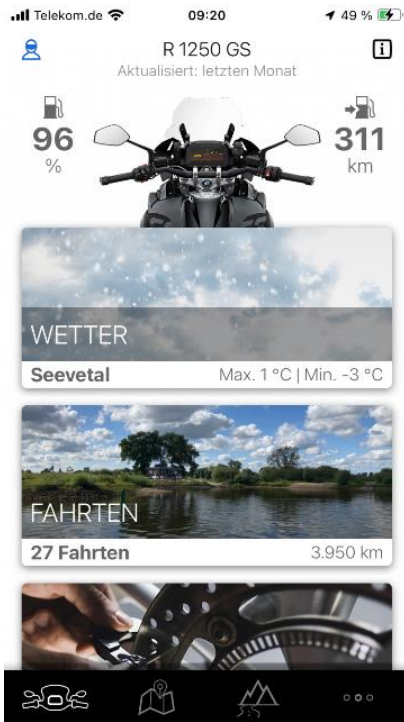 Telekom.de 09:20 49 %
R 1250 GS
Aktualisiert: letzten Monat
96 311
% km
WETTER
Seevetal Max. 1 °C | Min. -3 °C
FAHRTEN
27 Fahrten 3.950 km